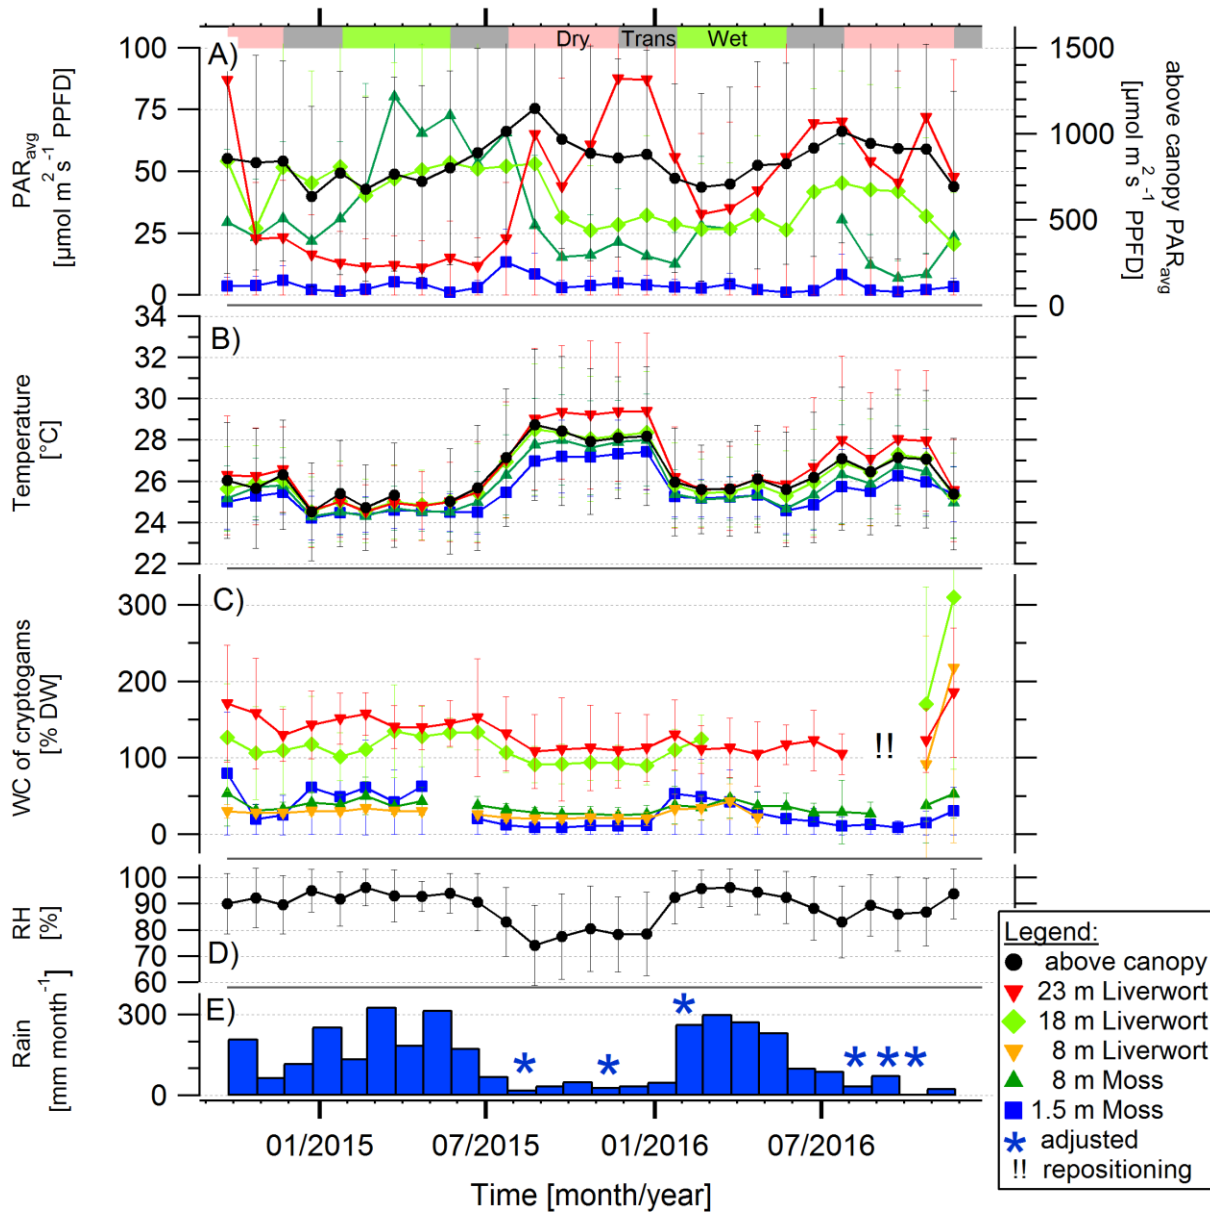 Dry Trans Wet
A)
100
75
50
25
0
PARavg
[µmol m² s⁻¹ PPFD]
1500
1000
500
0
above canopy PARavg
[µmol m² s⁻¹ PPFD]
B)
34
32
30
28
26
24
22
Temperature
[°C]
C)
300
200
100
0
WC of cryptogams
[% DW]
!!
100
90
80
70
60
RH
[%]
D)
E)
300
0
Rain
[mm month⁻¹]
* * * * * *
01/2015 07/2015 01/2016 07/2016
Time [month/year]
Legend:
above canopy
23 m Liverwort
18 m Liverwort
8 m Liverwort
8 m Moss
1.5 m Moss
* adjusted
!! repositioning